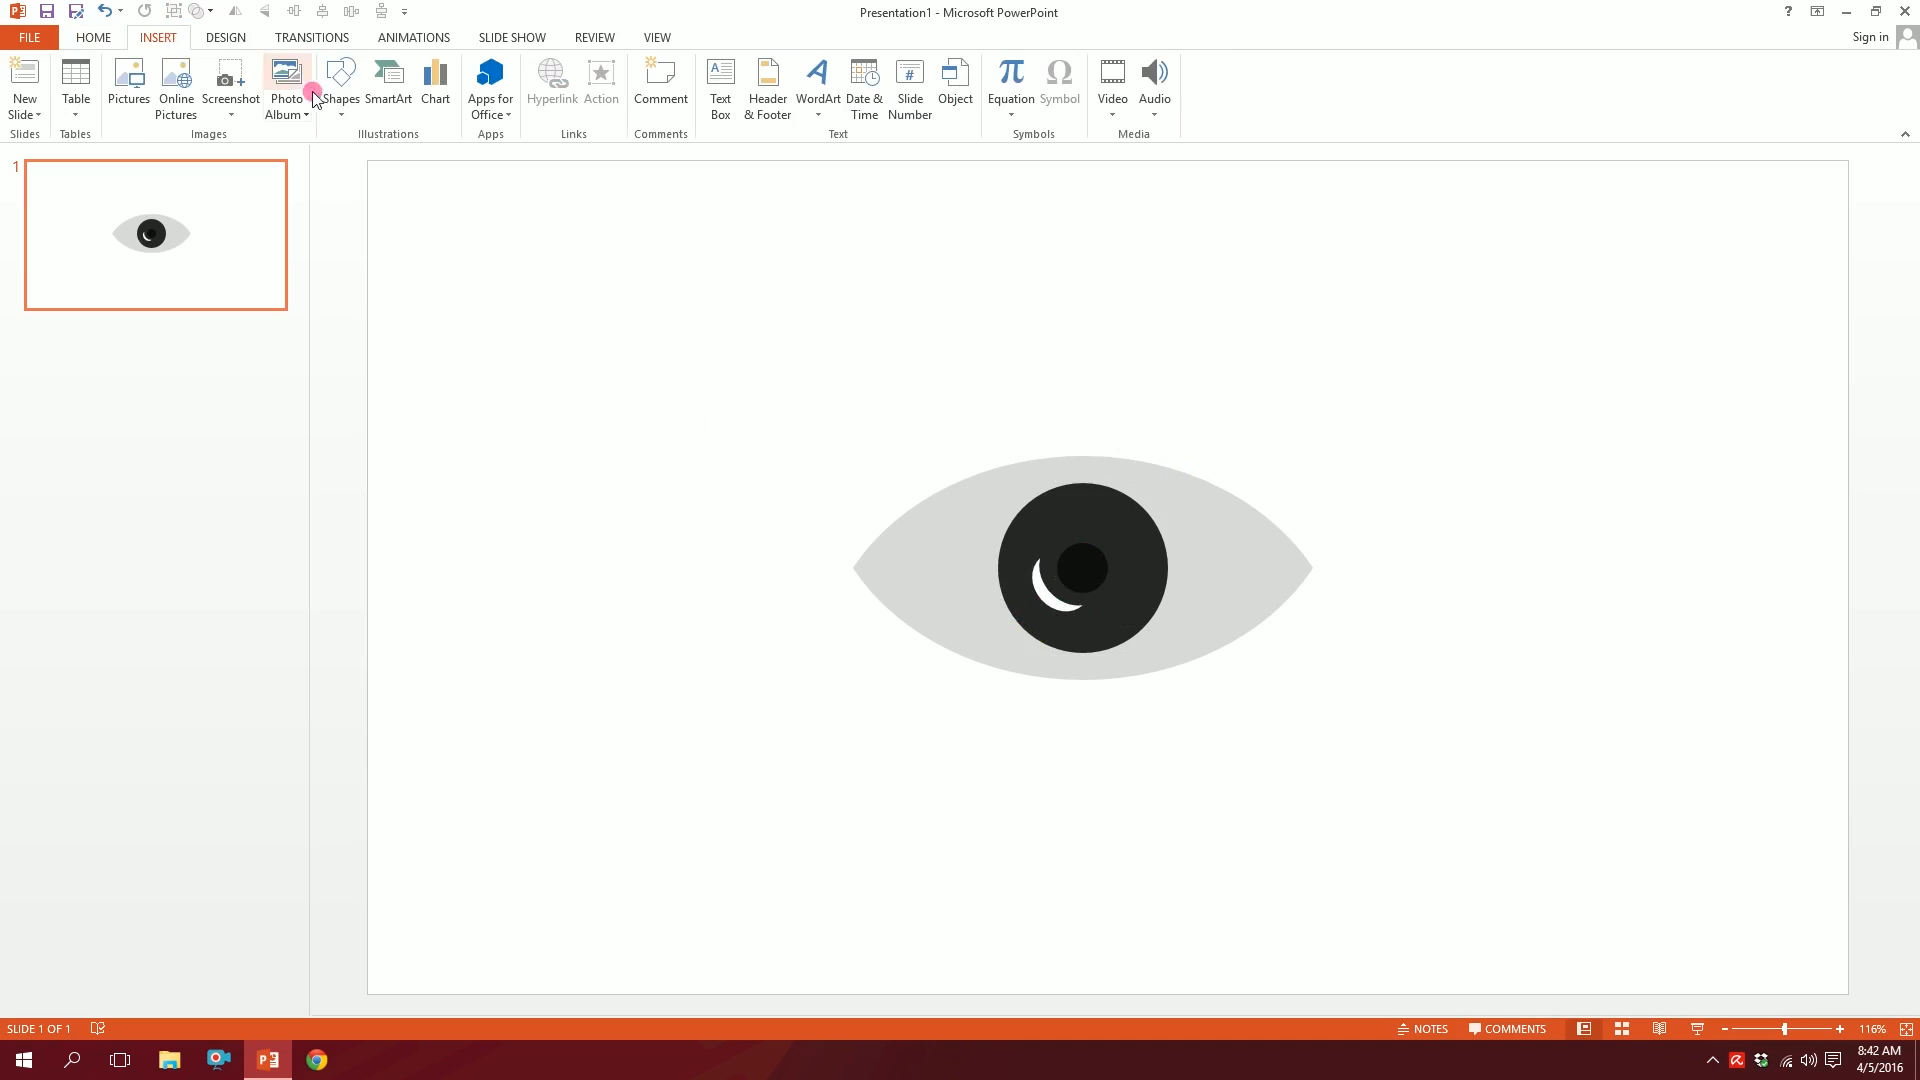 Presentation1 - Microsoft PowerPoint
?
FILE HOME INSERT DESIGN TRANSITIONS ANIMATIONS SLIDE SHOW REVIEW VIEW
Sign in
New Slide
Table
Pictures
Online Pictures
Screenshot
Photo Album
Shapes
SmartArt
Chart
Apps for Office
Hyperlink
Action
Comment
Text Box
Header & Footer
WordArt
Date & Time
Slide Number
Object
Equation
Symbol
Video
Audio
Slides Tables Images Illustrations Apps Links Comments Text Symbols Media
1
SLIDE 1 OF 1
NOTES COMMENTS
116%
8:42 AM
4/5/2016